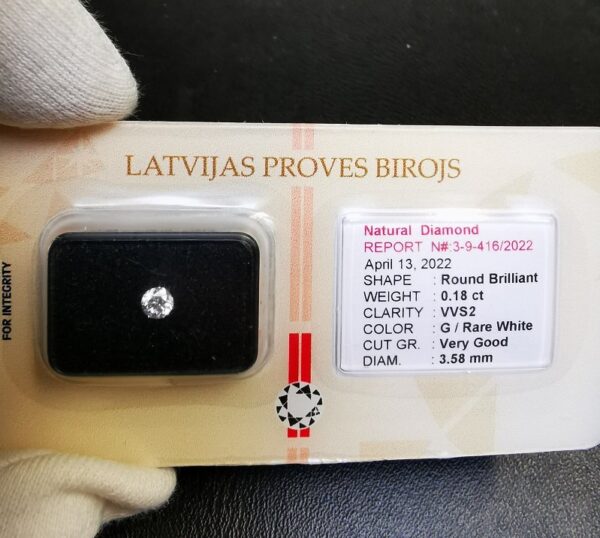 LATVIJAS PROVES BIROJS
FOR INTEGRITY
Natural Diamond
REPORT N#:3-9-416/2022
April 13, 2022
SHAPE : Round Brilliant
WEIGHT : 0.18 ct
CLARITY : VVS2
COLOR : G / Rare White
CUT GR. : Very Good
DIAM. : 3.58 mm